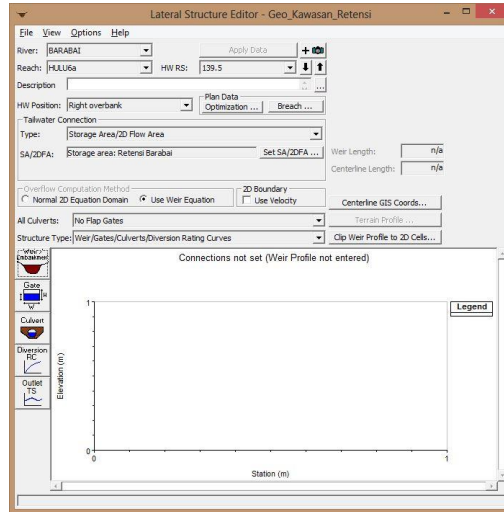 Lateral Structure Editor - Geo_Kawasan_Retensi
File View Options Help
River: BARABAI Apply Data
Reach: HULU6a HW RS: 139.5
Description ...
HW Position: Right overbank Plan Data Optimization ... Breach ...
Tailwater Connection
Type: Storage Area/2D Flow Area
SA/2DFA: Storage area: Retensi Barabai Set SA/2DFA ... Weir Length: n/a
Centerline Length: n/a
Overflow Computation Method 2D Boundary
Normal 2D Equation Domain Use Weir Equation Use Velocity Centerline GIS Coords...
All Culverts: No Flap Gates Terrain Profile ...
Structure Type: Weir/Gates/Culverts/Diversion Rating Curves Clip Weir Profile to 2D Cells...
Weir/ Embankment
Gate
H
W
Culvert
Diversion RC
Outlet TS
Connections not set (Weir Profile not entered)
Legend
Elevation (m)
1
0
0 1
Station (m)